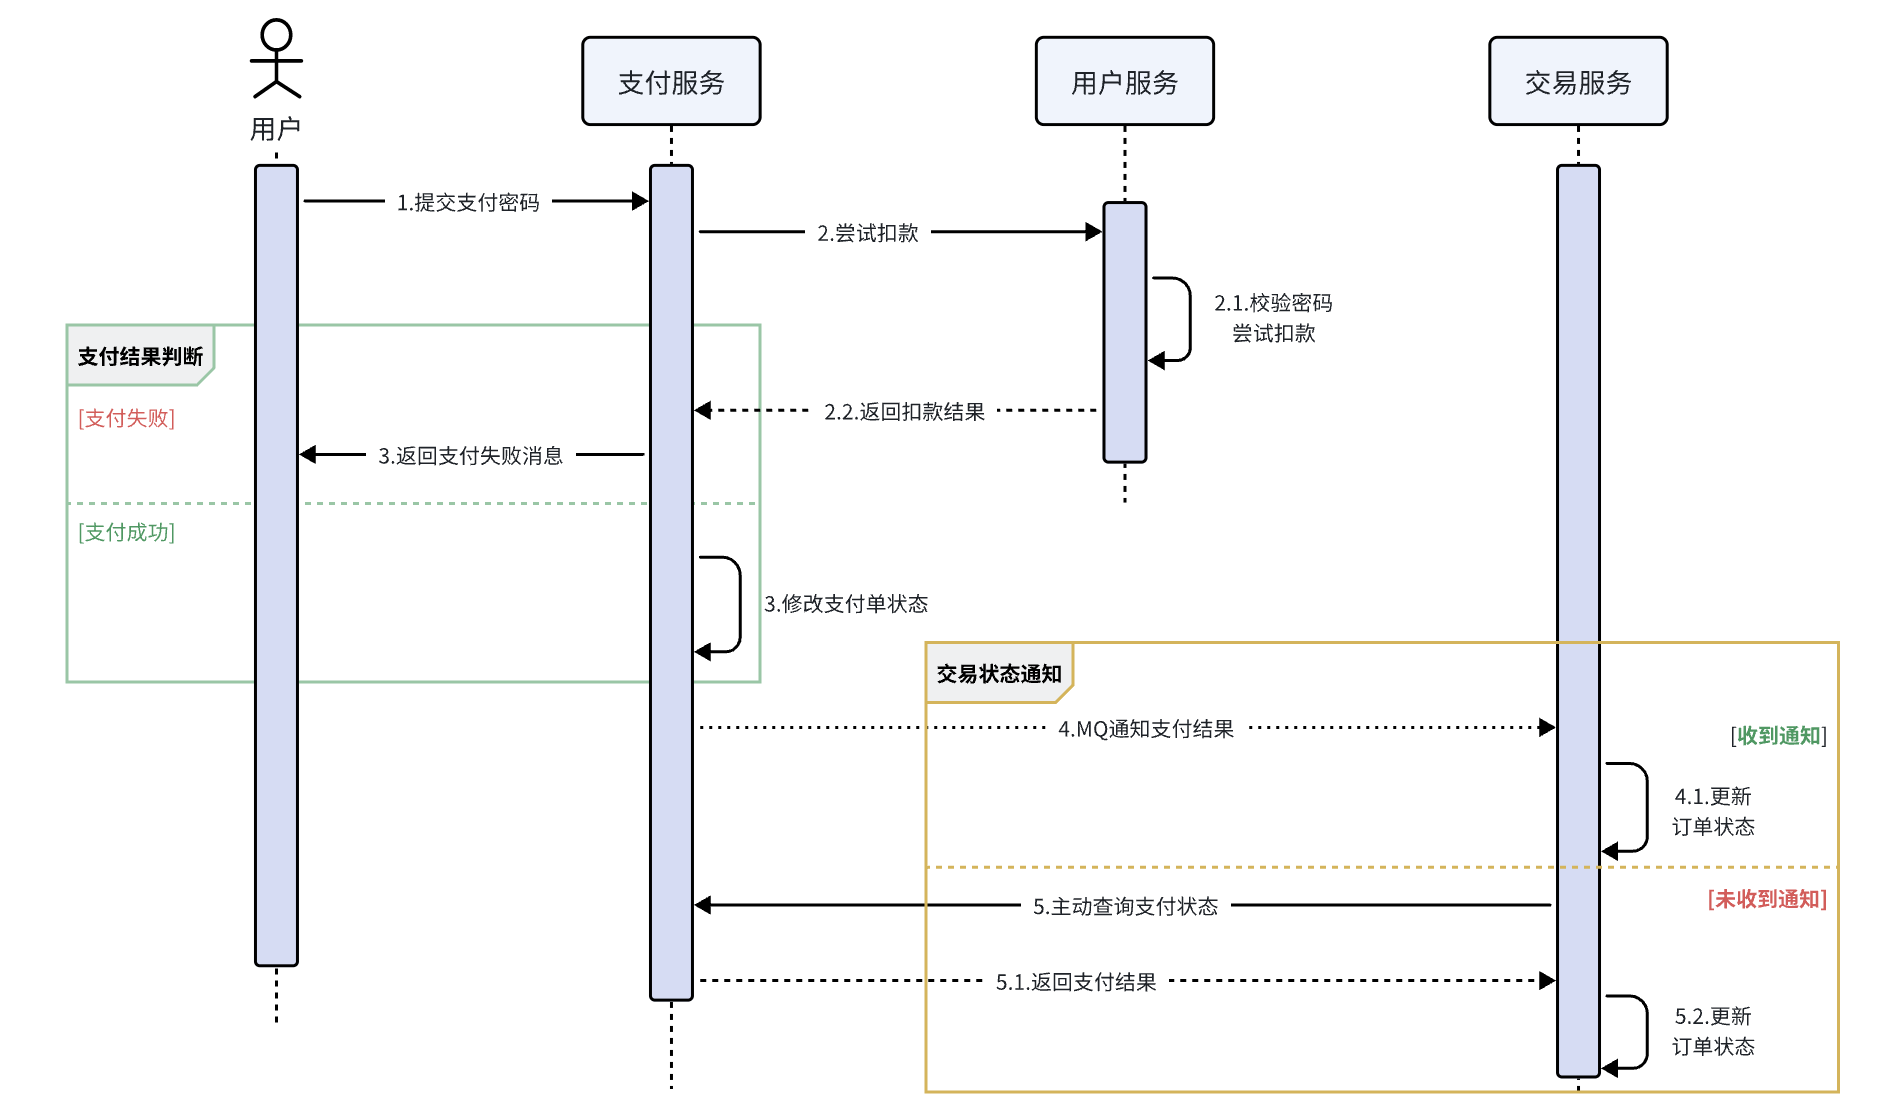 用户
支付服务
用户服务
交易服务
1.提交支付密码
2.尝试扣款
2.1.校验密码
尝试扣款
支付结果判断
[支付失败]
2.2.返回扣款结果
3.返回支付失败消息
[支付成功]
3.修改支付单状态
交易状态通知
4.MQ通知支付结果
[收到通知]
4.1.更新
订单状态
5.主动查询支付状态
[未收到通知]
5.1.返回支付结果
5.2.更新
订单状态